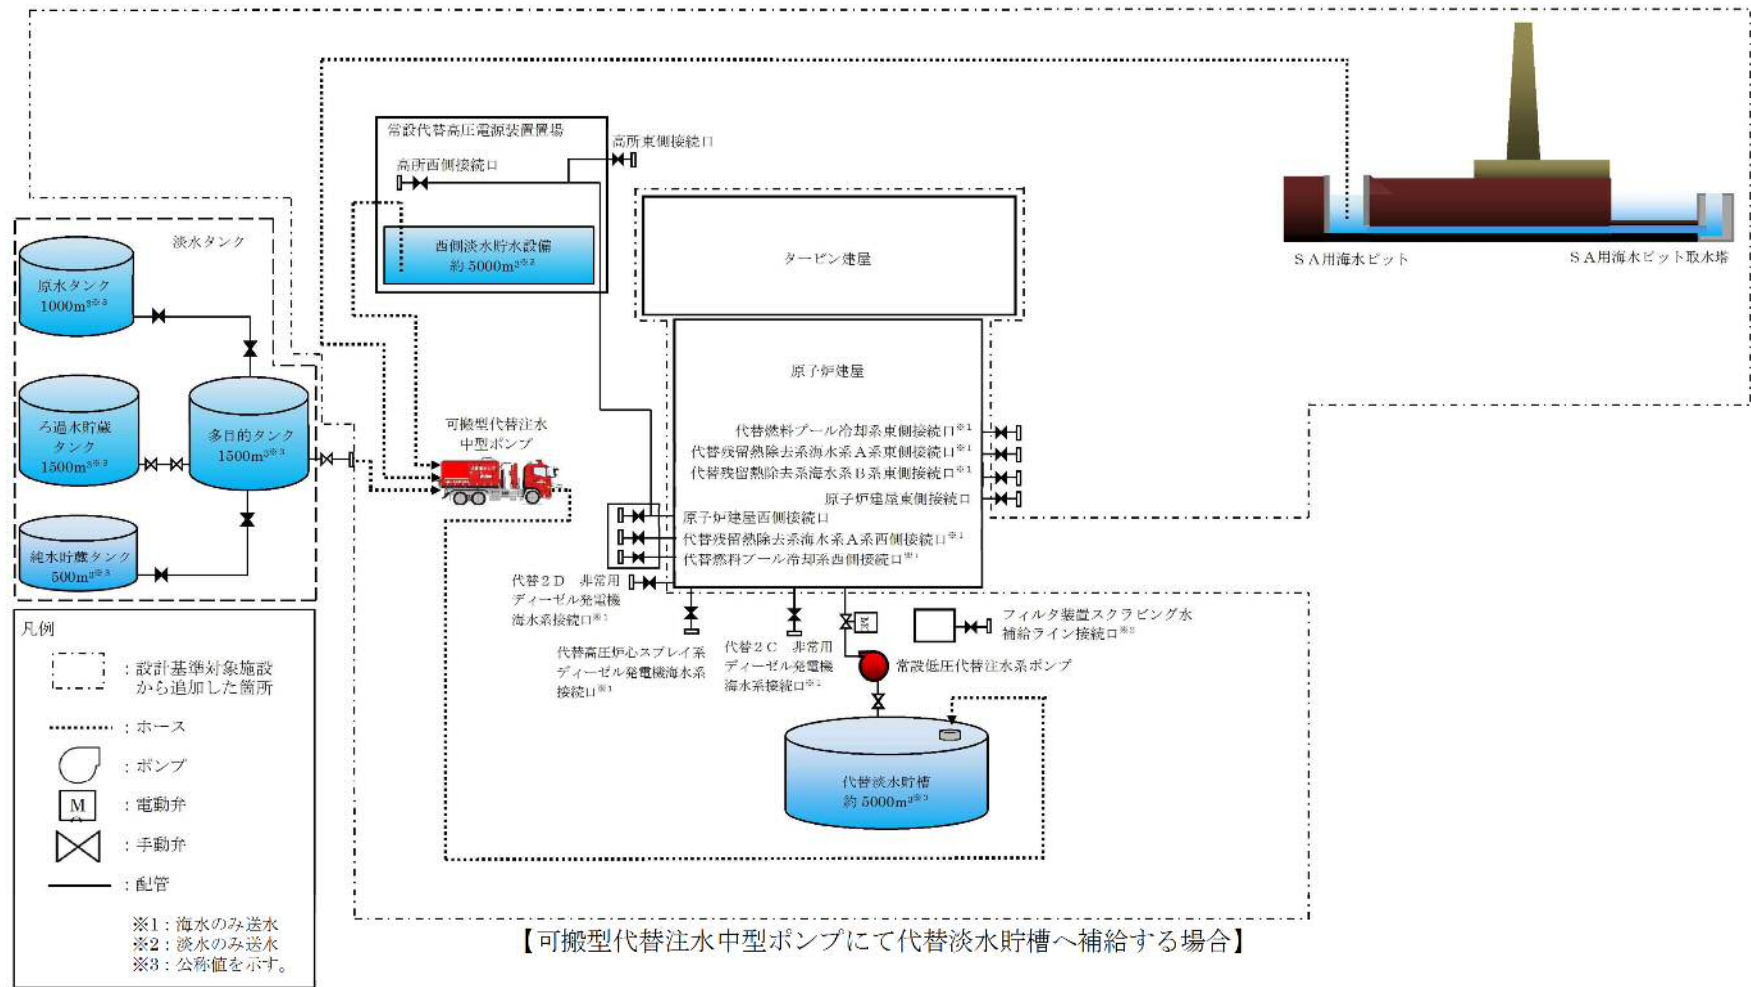 常設代替高圧電源装置置場
高所東側接続口
高所西側接続口
西側淡水貯水設備
約5000m³※3
淡水タンク
原水タンク
1000m³※3
ろ過水貯蔵
タンク
1500m³※3
多目的タンク
1500m³※3
純水貯蔵タンク
500m³※3
可搬型代替注水
中型ポンプ
タービン建屋
原子炉建屋
ＳＡ用海水ピット
ＳＡ用海水ピット取水塔
代替燃料プール冷却系東側接続口※1
代替残留熱除去系海水系Ａ系東側接続口※1
代替残留熱除去系海水系Ｂ系東側接続口※1
原子炉建屋東側接続口
原子炉建屋西側接続口
代替残留熱除去系海水系Ａ系西側接続口※1
代替燃料プール冷却系西側接続口※1
代替２Ｄ 非常用
ディーゼル発電機
海水系接続口※1
代替高圧炉心スプレイ系
ディーゼル発電機海水系
接続口※1
代替２Ｃ 非常用
ディーゼル発電機
海水系接続口※1
M
フィルタ装置スクラビング水
補給ライン接続口※2
常設低圧代替注水系ポンプ
代替淡水貯槽
約5000m³※3
凡例
：設計基準対象施設
から追加した箇所
：ホース
：ポンプ
M
：電動弁
：手動弁
：配管
※1：海水のみ送水
※2：淡水のみ送水
※3：公称値を示す。
【可搬型代替注水中型ポンプにて代替淡水貯槽へ補給する場合】